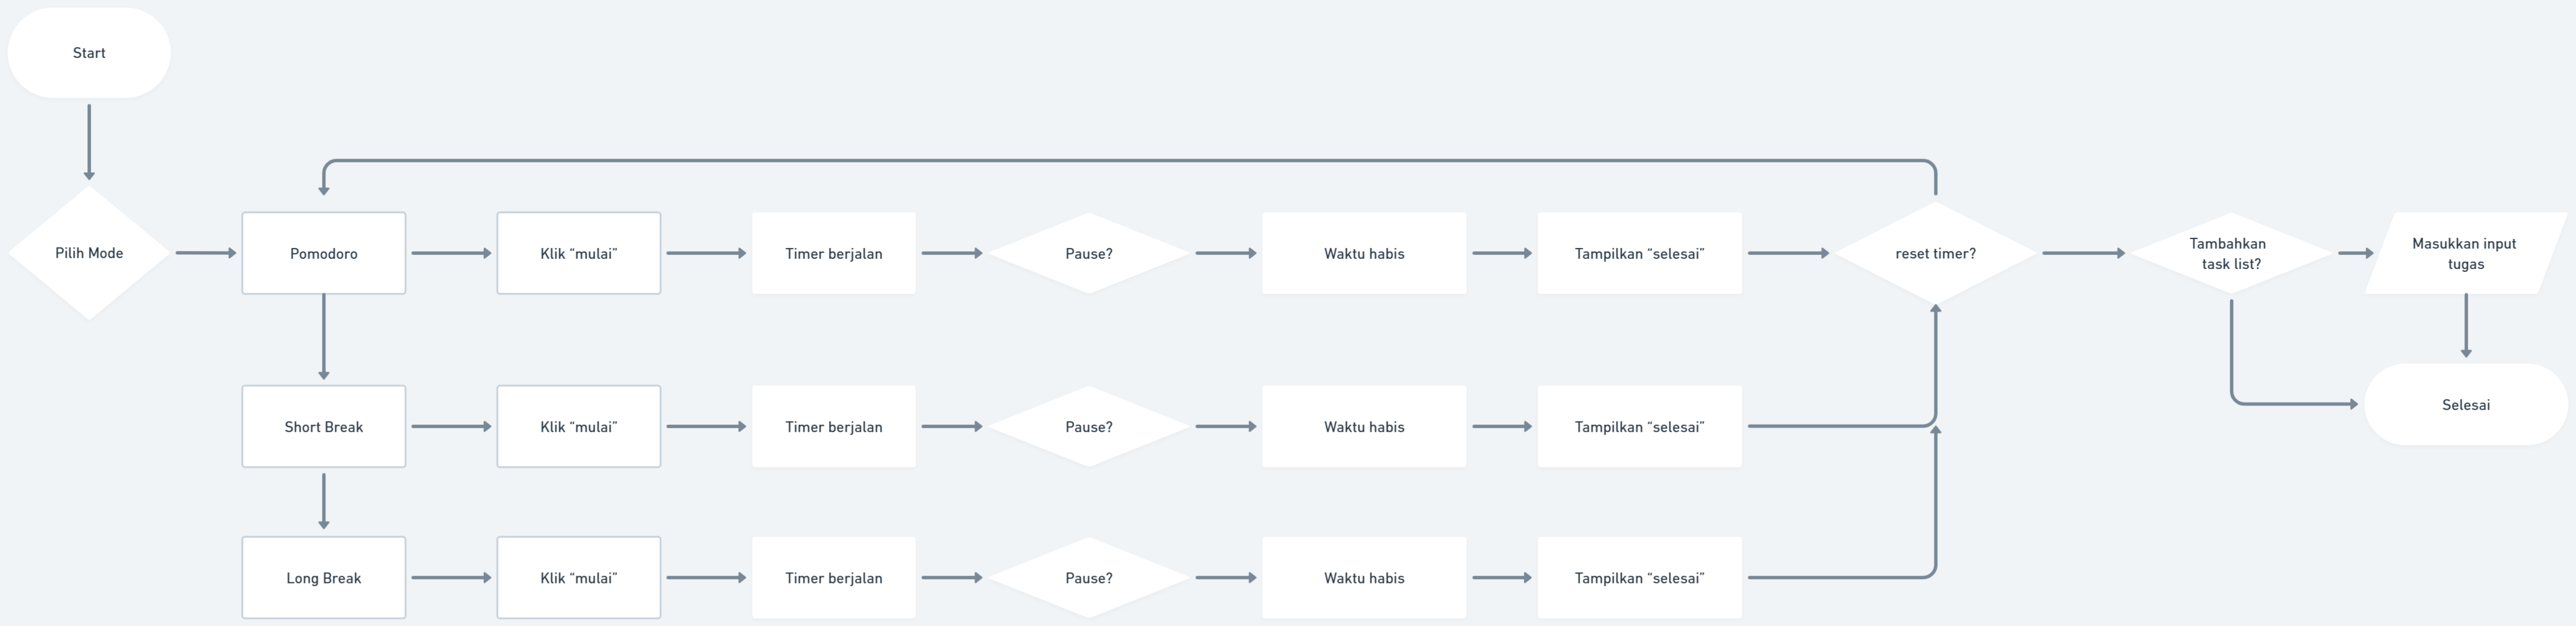 Start
Pilih Mode
Pomodoro
Klik “mulai”
Timer berjalan
Pause?
Waktu habis
Tampilkan “selesai”
reset timer?
Tambahkan
task list?
Masukkan input
tugas
Short Break
Klik “mulai”
Timer berjalan
Pause?
Waktu habis
Tampilkan “selesai”
Selesai
Long Break
Klik “mulai”
Timer berjalan
Pause?
Waktu habis
Tampilkan “selesai”